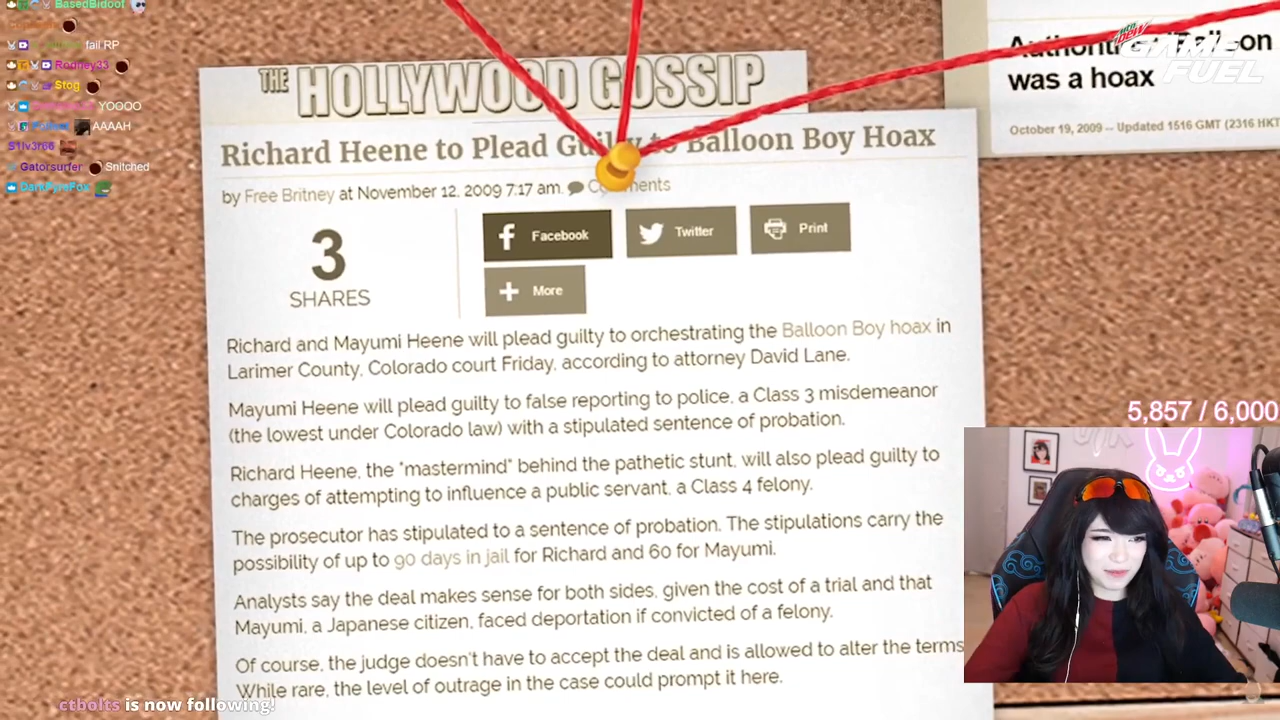 BasedBidoof
fail RP
Rodney33
Stog
YOOOO
AAAAH
S1lv3r66
Gatorsurfer Snitched
DarkPyreFox
THE HOLLYWOOD GOSSIP
Richard Heene to Plead Guilty to Balloon Boy Hoax
by Free Britney at November 12, 2009 7:17 am. Comments
3
SHARES
Facebook
Twitter
Print
More
Richard and Mayumi Heene will plead guilty to orchestrating the Balloon Boy hoax in
Larimer County, Colorado court Friday, according to attorney David Lane.
Mayumi Heene will plead guilty to false reporting to police, a Class 3 misdemeanor
(the lowest under Colorado law) with a stipulated sentence of probation.
Richard Heene, the "mastermind" behind the pathetic stunt, will also plead guilty to
charges of attempting to influence a public servant, a Class 4 felony.
The prosecutor has stipulated to a sentence of probation. The stipulations carry the
possibility of up to 90 days in jail for Richard and 60 for Mayumi.
Analysts say the deal makes sense for both sides, given the cost of a trial and that
Mayumi, a Japanese citizen, faced deportation if convicted of a felony.
Of course, the judge doesn't have to accept the deal and is allowed to alter the terms
While rare, the level of outrage in the case could prompt it here.
was a hoax
October 19, 2009 -- Updated 1516 GMT (2316 HKT
GAME
FUEL
5,857 / 6,000
ctbolts is now following!